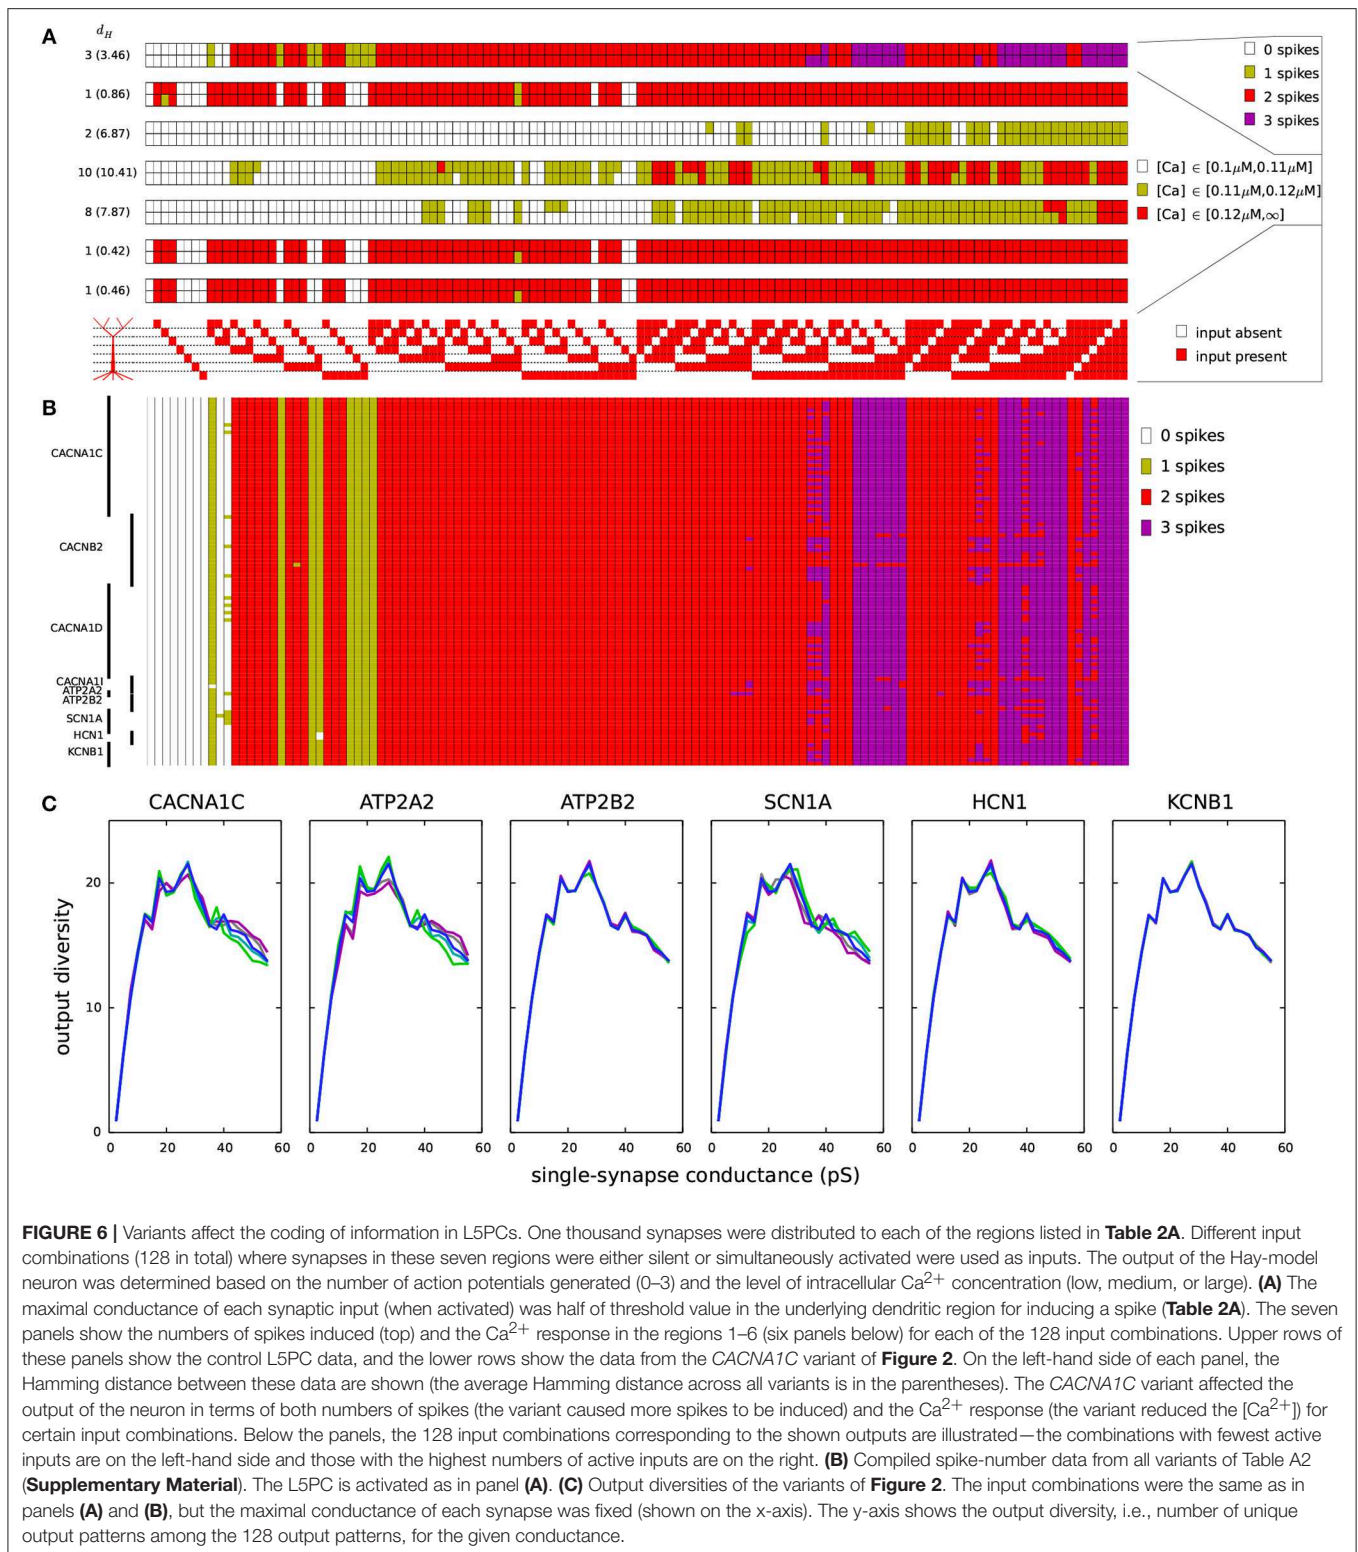 A
d_H
3 (3.46)
1 (0.86)
2 (6.87)
10 (10.41)
8 (7.87)
1 (0.42)
1 (0.46)
0 spikes
1 spikes
2 spikes
3 spikes
[Ca] ∈ [0.1μM,0.11μM]
[Ca] ∈ [0.11μM,0.12μM]
[Ca] ∈ [0.12μM,∞]
input absent
input present
B
CACNA1C
CACNB2
CACNA1D
CACNA1I
ATP2A2
ATP2B2
SCN1A
HCN1
KCNB1
0 spikes
1 spikes
2 spikes
3 spikes
C
CACNA1C ATP2A2 ATP2B2 SCN1A HCN1 KCNB1
output diversity
20
10
0
0 20 40 60 0 20 40 60 0 20 40 60 0 20 40 60 0 20 40 60 0 20 40 60
single-synapse conductance (pS)
FIGURE 6 | Variants affect the coding of information in L5PCs. One thousand synapses were distributed to each of the regions listed in Table 2A. Different input
combinations (128 in total) where synapses in these seven regions were either silent or simultaneously activated were used as inputs. The output of the Hay-model
neuron was determined based on the number of action potentials generated (0–3) and the level of intracellular Ca²⁺ concentration (low, medium, or large). (A) The
maximal conductance of each synaptic input (when activated) was half of threshold value in the underlying dendritic region for inducing a spike (Table 2A). The seven
panels show the numbers of spikes induced (top) and the Ca²⁺ response in the regions 1–6 (six panels below) for each of the 128 input combinations. Upper rows of
these panels show the control L5PC data, and the lower rows show the data from the CACNA1C variant of Figure 2. On the left-hand side of each panel, the
Hamming distance between these data are shown (the average Hamming distance across all variants is in the parentheses). The CACNA1C variant affected the
output of the neuron in terms of both numbers of spikes (the variant caused more spikes to be induced) and the Ca²⁺ response (the variant reduced the [Ca²⁺]) for
certain input combinations. Below the panels, the 128 input combinations corresponding to the shown outputs are illustrated—the combinations with fewest active
inputs are on the left-hand side and those with the highest numbers of active inputs are on the right. (B) Compiled spike-number data from all variants of Table A2
(Supplementary Material). The L5PC is activated as in panel (A). (C) Output diversities of the variants of Figure 2. The input combinations were the same as in
panels (A) and (B), but the maximal conductance of each synapse was fixed (shown on the x-axis). The y-axis shows the output diversity, i.e., number of unique
output patterns among the 128 output patterns, for the given conductance.